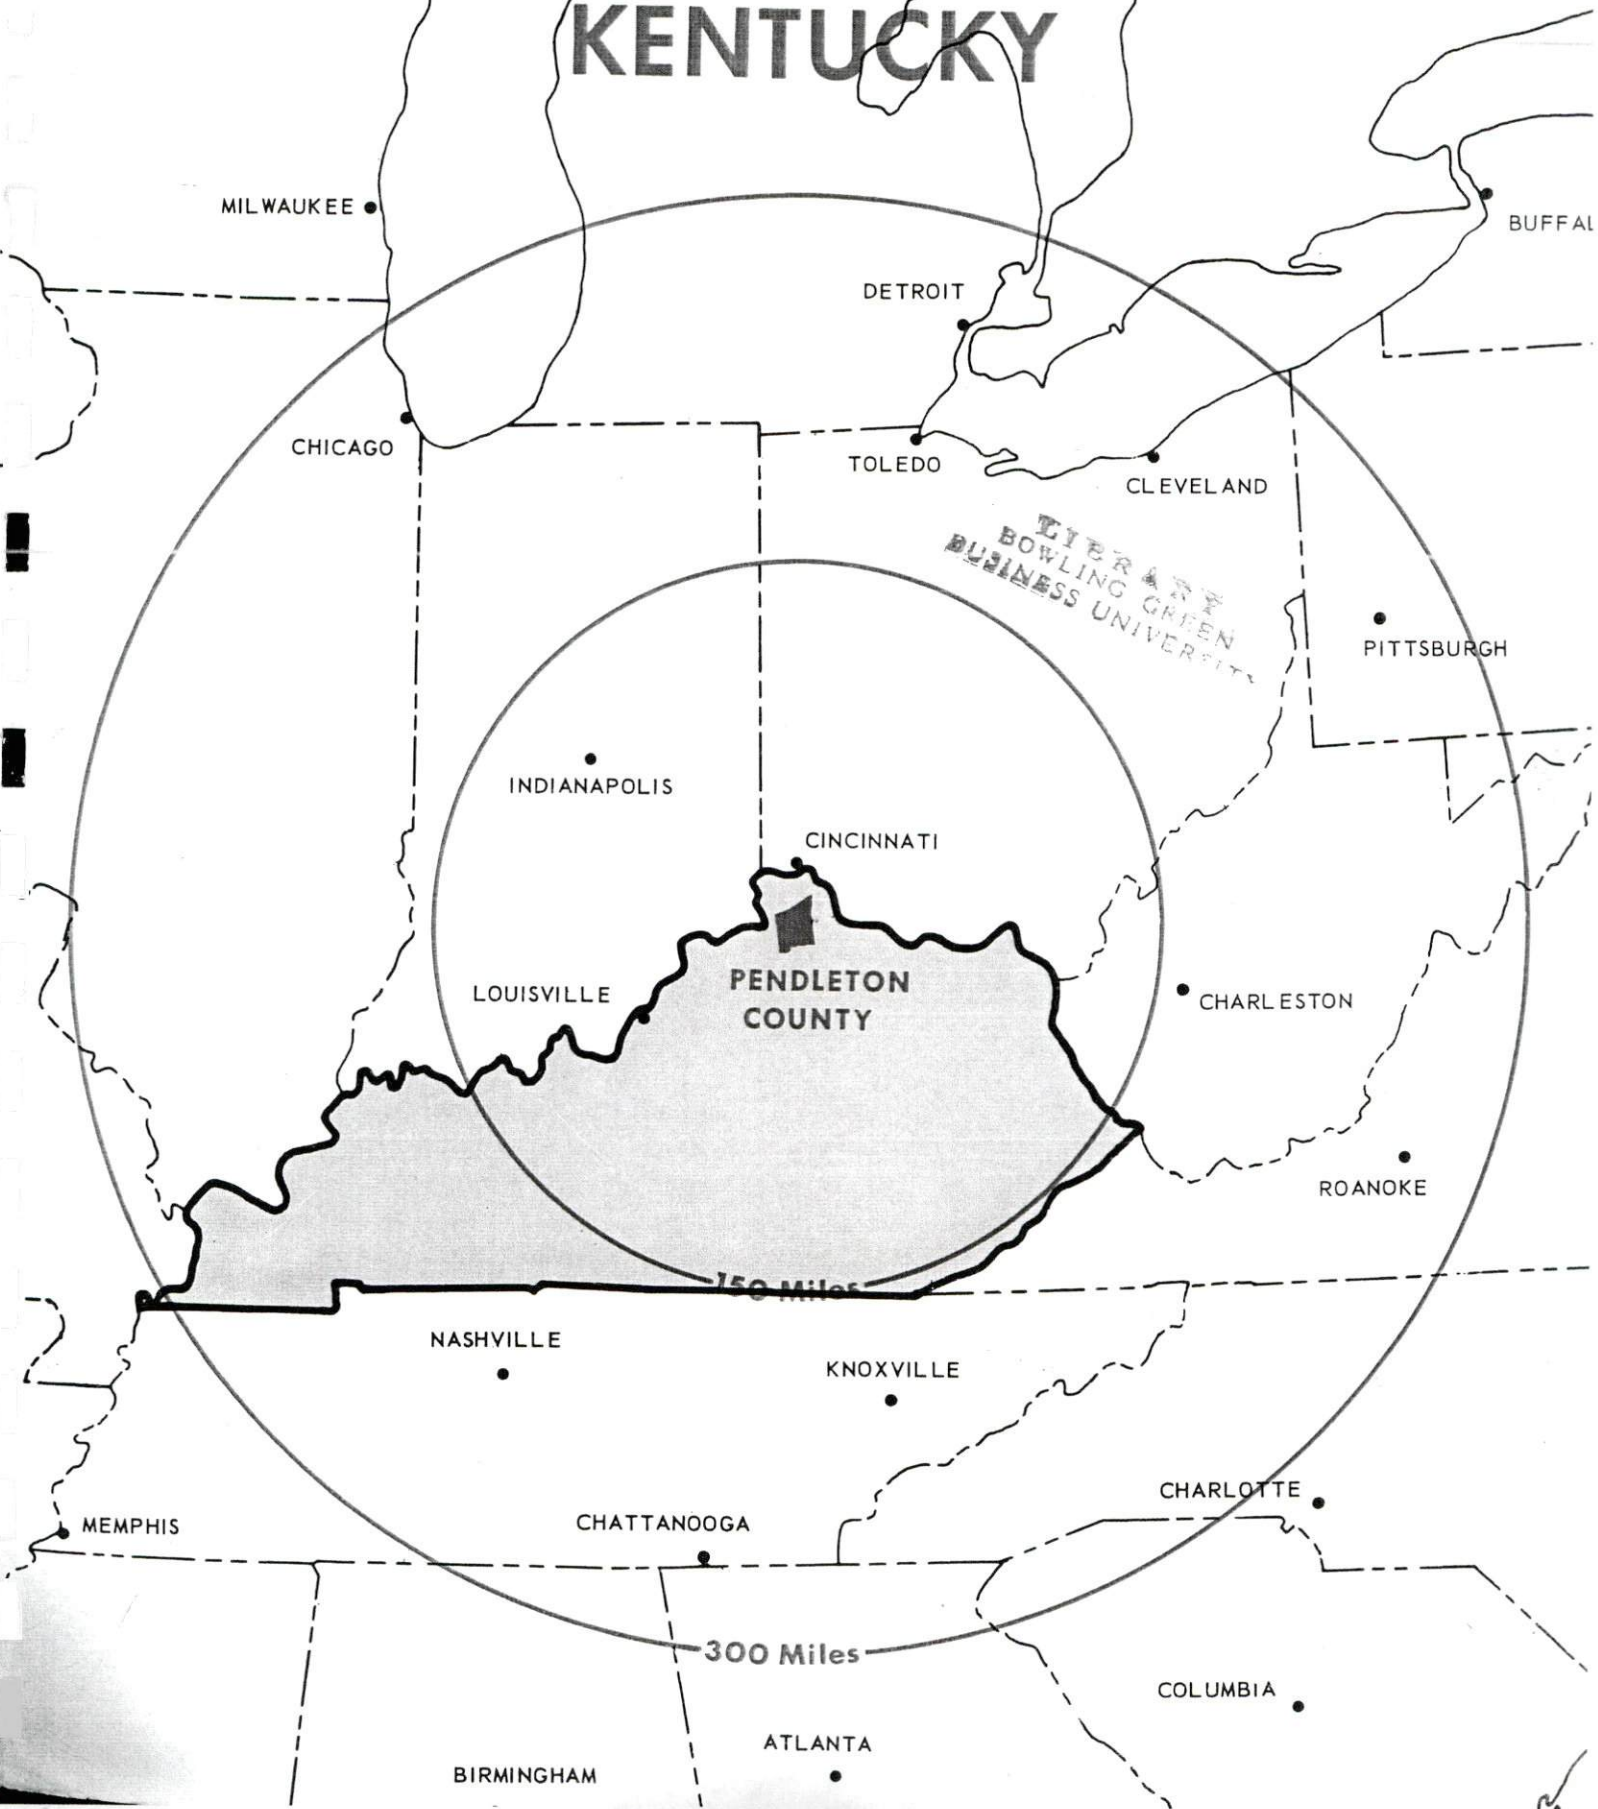 KENTUCKY
MILWAUKEE
BUFFAL
DETROIT
CHICAGO
TOLEDO
CLEVELAND
LIBRARY
BOWLING GREEN
BUSINESS UNIVERSITY
PITTSBURGH
INDIANAPOLIS
CINCINNATI
PENDLETON
COUNTY
LOUISVILLE
CHARLESTON
ROANOKE
150 Miles
NASHVILLE
KNOXVILLE
CHARLOTTE
MEMPHIS
CHATTANOOGA
300 Miles
COLUMBIA
ATLANTA
BIRMINGHAM